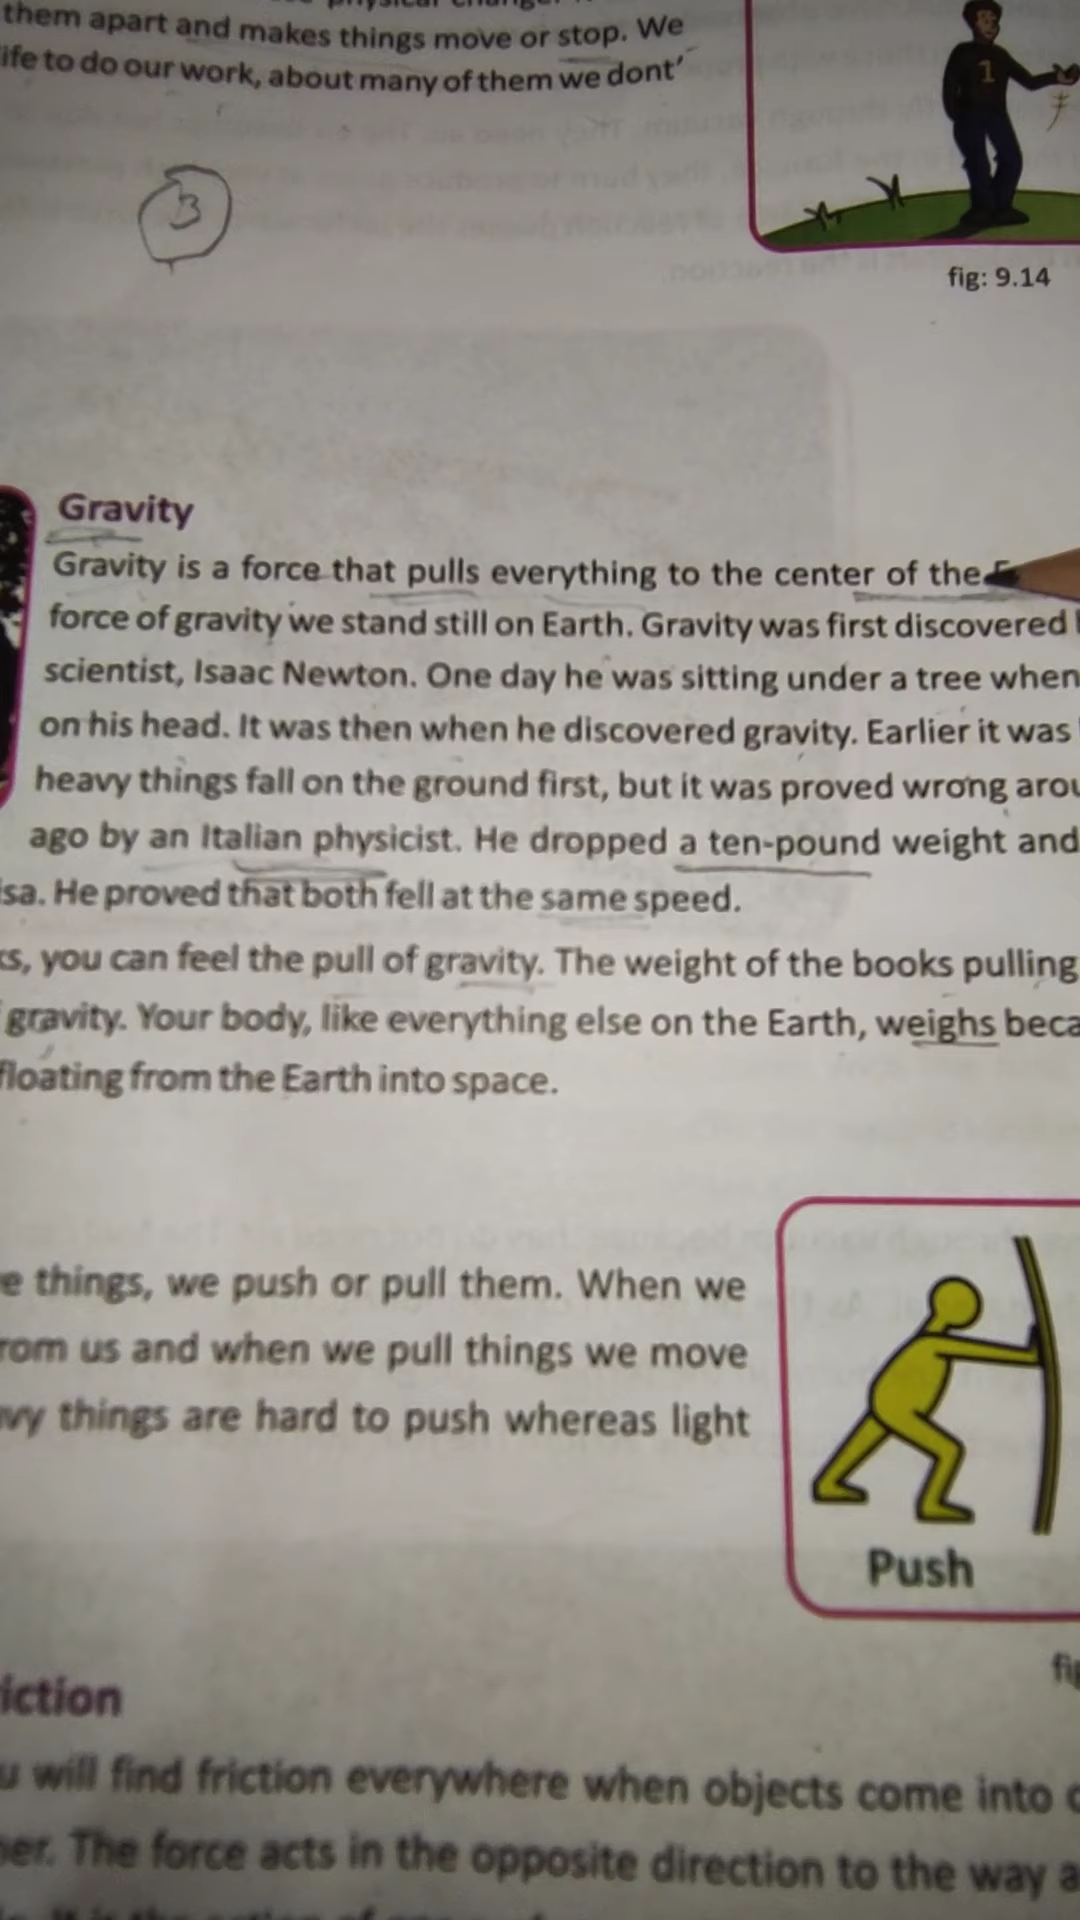 them apart and makes things move or stop. We
life to do our work, about many of them we dont'
1
3
fig: 9.14
Gravity
Gravity is a force that pulls everything to the center of the
force of gravity we stand still on Earth. Gravity was first discovered
scientist, Isaac Newton. One day he was sitting under a tree when
on his head. It was then when he discovered gravity. Earlier it was
heavy things fall on the ground first, but it was proved wrong arou
ago by an Italian physicist. He dropped a ten-pound weight and
isa. He proved that both fell at the same speed.
ks, you can feel the pull of gravity. The weight of the books pulling
gravity. Your body, like everything else on the Earth, weighs beca
floating from the Earth into space.
e things, we push or pull them. When we
rom us and when we pull things we move
avy things are hard to push whereas light
Push
fig
iction
u will find friction everywhere when objects come into c
her. The force acts in the opposite direction to the way a